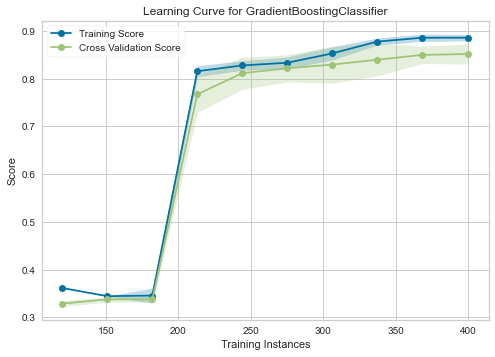 Learning Curve for GradientBoostingClassifier
Training Score
Cross Validation Score
0.9
0.8
0.7
0.6
0.5
0.4
0.3
Score
150
200
250
300
350
400
Training Instances